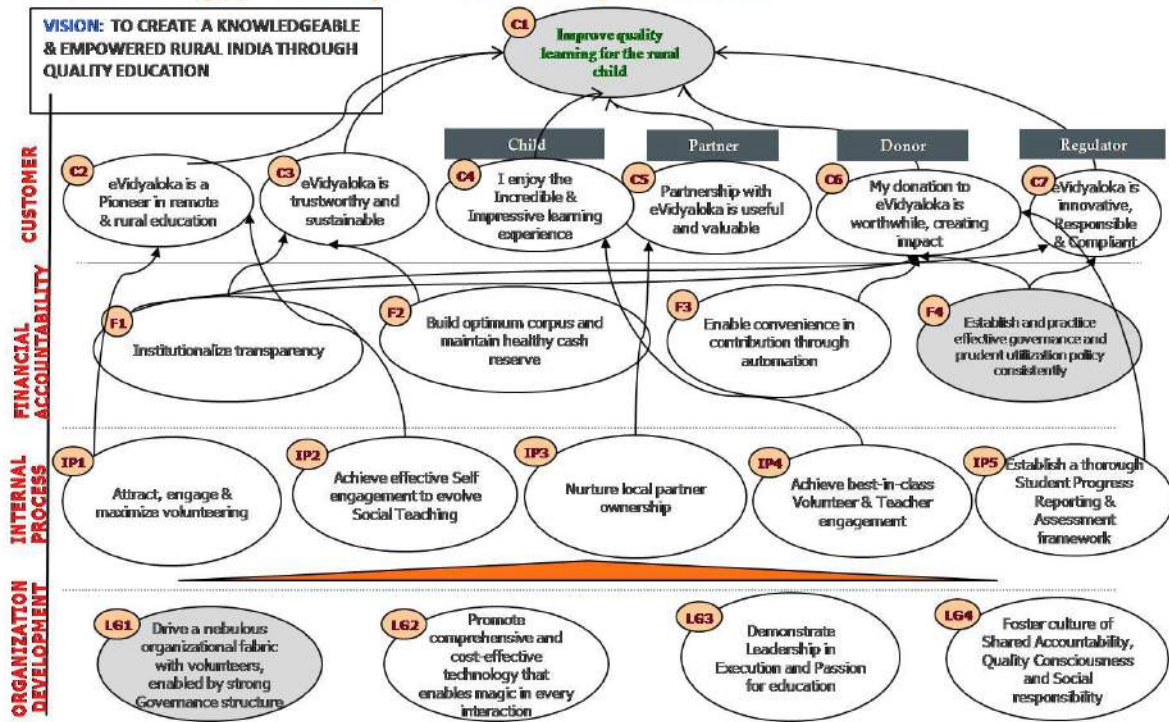 VISION: TO CREATE A KNOWLEDGEABLE
& EMPOWERED RURAL INDIA THROUGH
QUALITY EDUCATION
C1
Improve quality
learning for the rural
child
CUSTOMER
Child
Partner
Donor
Regulator
C2
eVidyaloka is a
Pioneer in remote
& rural education
C3
eVidyaloka is
trustworthy and
sustainable
C4
I enjoy the
Incredible &
Impressive learning
experience
C5
Partnership with
eVidyaloka is useful
and valuable
C6
My donation to
eVidyaloka is
worthwhile, creating
impact
C7
eVidyaloka is
innovative,
Responsible
& Compliant
FINANCIAL
ACCOUNTABILITY
F1
Institutionalize transparency
F2
Build optimum corpus and
maintain healthy cash
reserve
F3
Enable convenience in
contribution through
automation
F4
Establish and practice
effective governance and
prudent utilization policy
consistently
INTERNAL
PROCESS
IP1
Attract, engage &
maximize volunteering
IP2
Achieve effective Self
engagement to evolve
Social Teaching
IP3
Nurture local partner
ownership
IP4
Achieve best-in-class
Volunteer & Teacher
engagement
IP5
Establish a thorough
Student Progress
Reporting &
Assessment
framework
ORGANIZATION
DEVELOPMENT
LG1
Drive a nebulous
organizational fabric
with volunteers,
enabled by strong
Governance structure
LG2
Promote
comprehensive and
cost-effective
technology that
enables magic in every
interaction
LG3
Demonstrate
Leadership in
Execution and Passion
for education
LG4
Foster culture of
Shared Accountability,
Quality Consciousness
and Social
responsibility